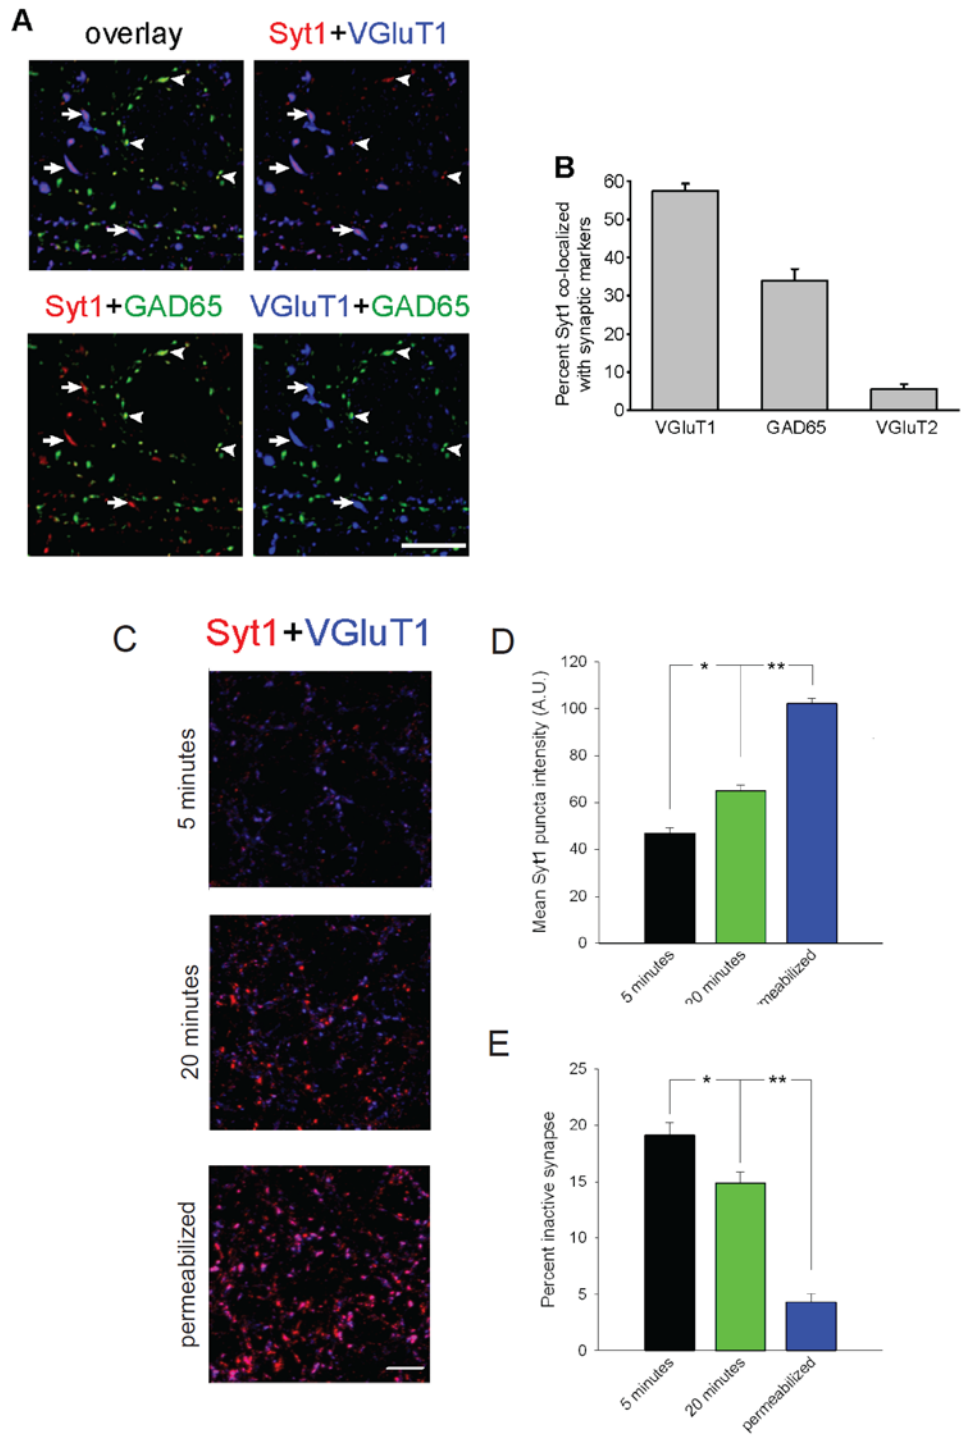 A
overlay
Syt1+VGluT1
Syt1+GAD65
VGluT1+GAD65
B
Percent Syt1 co-localized
with synaptic markers
60
50
40
30
20
10
0
VGluT1
GAD65
VGluT2
C
Syt1+VGluT1
5 minutes
20 minutes
permeabilized
D
Mean Syt1 puncta intensity (A.U.)
120
100
80
60
40
20
0
* **
5 minutes
20 minutes
meabilized
E
Percent inactive synapse
25
20
15
10
5
0
* **
5 minutes
20 minutes
permeabilized